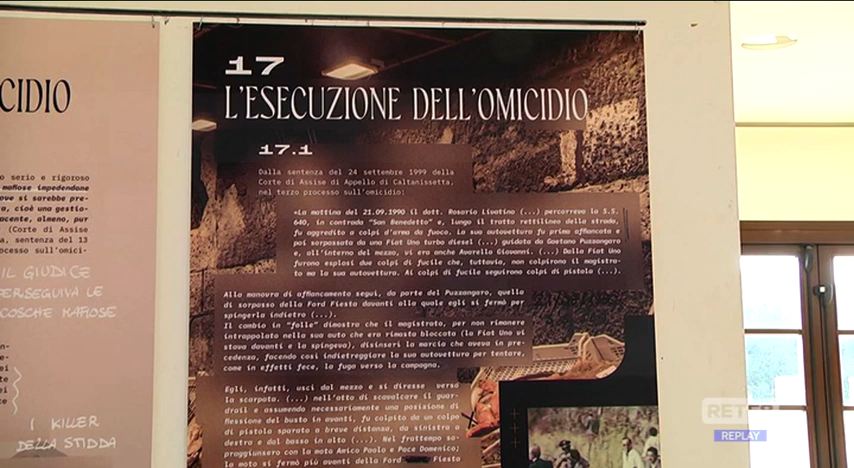 CIDIO
o serio e rigoroso
mafiose impedendone
ove si sarebbe pre-
a, cioè una gestio-
acente, almeno, pur
(Corte di Assise
a, sentenza del 13
ocesso sull'omici-
IL GIUDICE
PERSEGUIVA LE
COSCHE MAFIOSE
I KILLER
DELLA STIDDA
17
L'ESECUZIONE DELL'OMICIDIO
17.1
Dalla sentenza del 24 settembre 1999 della
Corte di Assise di Appello di Caltanissetta,
nel terzo processo sull'omicidio:
«La mattina del 21.09.1990 il dott. Rosario Livatino (...) percorreva la S.S.
640, in contrada "San Benedetto" e, lungo il tratto rettilineo della strada,
fu aggredito a colpi d'arma da fuoco. La sua autovettura fu prima affiancata e
poi sorpassata da una Fiat Uno turbo diesel (...) guidata da Gaetano Puzzangaro
e, all'interno del mezzo, vi era anche Avarello Giovanni. (...) Dalla Fiat Uno
furono esplosi due colpi di fucile che, tuttavia, non colpirono il magistra-
to ma la sua autovettura. Ai colpi di fucile seguirono colpi di pistola (...).
Alla manovra di affiancamento seguì, da parte del Puzzangaro, quella
di sorpasso della Ford Fiesta davanti alla quale egli si fermò per
spingerla indietro (...).
Il cambio in "folle" dimostra che il magistrato, per non rimanere
intrappolato nella sua auto che era rimasta bloccata (la Fiat Uno vi
stava davanti e la spingeva), disinserì la marcia che aveva in pre-
cedenza, facendo così indietreggiare la sua autovettura per tentare,
come in effetti fece, la fuga verso la campagna.
Egli, infatti, uscì dal mezzo e si diresse verso
la scarpata. (...) nell'atto di scavalcare il guar-
drail e assumendo necessariamente una posizione di
flessione del busto in avanti, fu colpito da un colpo
di pistola sparato a breve distanza, da sinistra a
destra e dal basso in alto (...). Nel frattempo so-
praggiunsero con la moto Amico Paolo e Pace Domenico;
la moto si fermò più avanti della Ford Fiesta
REPLAY